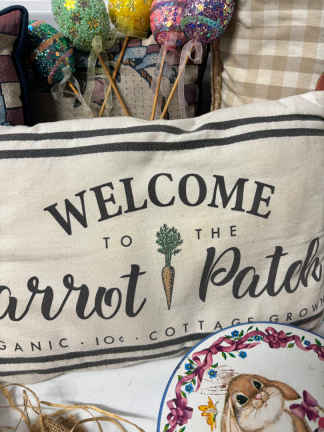 WELCOME
TO THE
arrot Patch
GANIC · 10¢ · COTTAGE GROWN